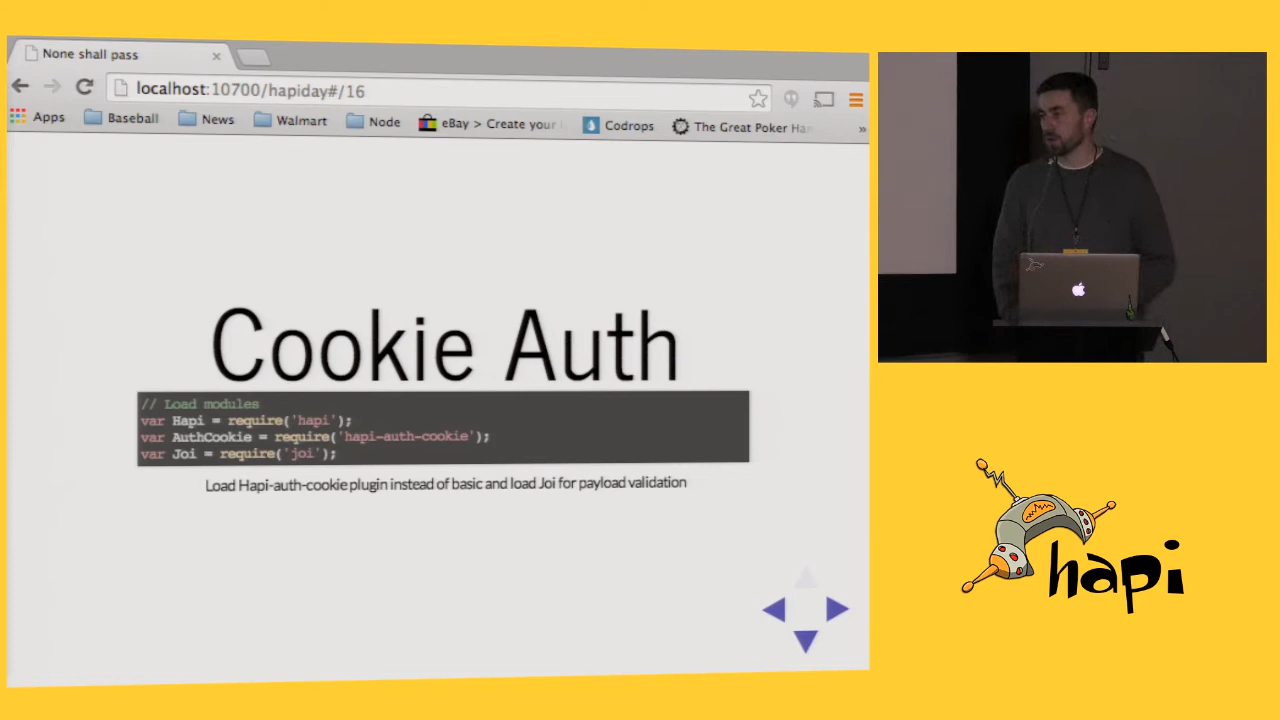 None shall pass
localhost:10700/hapiday#/16
Apps Baseball News Walmart Node eBay > Create your Codrops The Great Poker Ha »
Cookie Auth
// Load modules
var Hapi = require('hapi');
var AuthCookie = require('hapi-auth-cookie');
var Joi = require('joi');
Load Hapi-auth-cookie plugin instead of basic and load Joi for payload validation
hapi